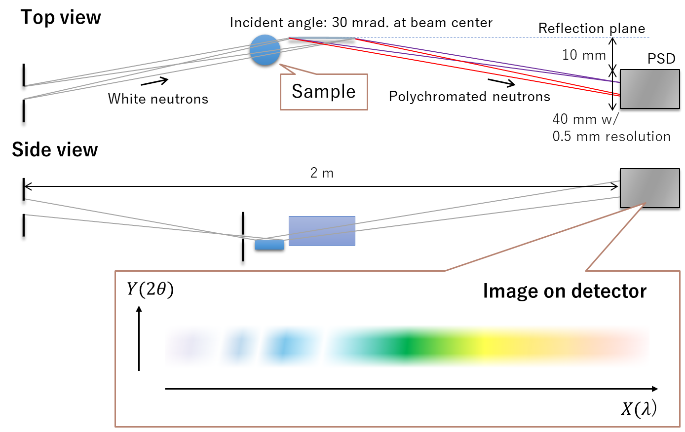 Top view
Incident angle: 30 mrad. at beam center
Reflection plane
10 mm
PSD
White neutrons
Sample
Polychromated neutrons
40 mm w/
0.5 mm resolution
Side view
2 m
Y(2θ)
Image on detector
X(λ)